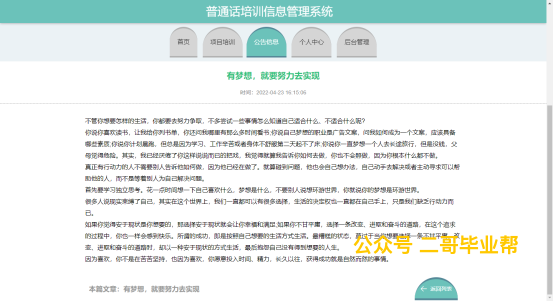 普通话培训信息管理系统
首页
项目培训
公告信息
个人中心
后台管理
有梦想，就要努力去实现
时间：2022-04-23 16:15:06
不管你想要怎样的生活，你都要去努力争取，不多尝试一些事情怎么知道自己适合什么、不适合什么呢?
你说你喜欢读书，让我给你列书单，你还问我哪里有那么多时间看书;你说自己梦想的职业是广告文案，问我如何成为一个文案，应该具备
哪些素质;你说你计划晨跑，但总是因为学习、工作辛苦或者身体不舒服第二天起不了床;你说你一直梦想一个人去长途旅行，但是没钱，父
母觉得危险。其实，我已经厌倦了你这样说说而已的把戏，我觉得就算我告诉你如何去做，你也不会照做，因为你根本什么都不做。
真正有行动力的人不需要别人告诉他如何做，因为他已经在做了。就算碰到问题，他也会自己想办法，自己动手去解决或者主动寻求可以帮
助他的人，而不是等着别人为自己解决问题。
首先要学习独立思考。花一点时间想一下自己喜欢什么，梦想是什么，不要别人说想环游世界，你就说你的梦想是环游世界。
很多人说现实束缚了自己，其实在这个世界上，我们一直都可以有很多选择，生活的决定权也一直都在自己手上，只是我们缺乏行动力而
已。
如果你觉得安于现状是你想要的，那选择安于现状就会让你幸福和满足;如果你不甘平庸，选择一条改变、进取和奋斗的道路，在这个追求
的过程中，你也一样会感到快乐。所谓的成功，即是按照自己想要的生活方式生活。最糟糕的状态，莫过于当你想要选择一条不甘平庸、改
变、进取和奋斗的道路时，却以一种安于现状的方式生活，最后抱怨自己没有得到想要的人生。
因为喜欢，你不是在苦苦坚持，也因为喜欢，你愿意投入时间、精力，长久以往，获得成功就是自然而然的事情。
公众号 二哥毕业帮
本篇文章：有梦想，就要努力去实现
返回列表